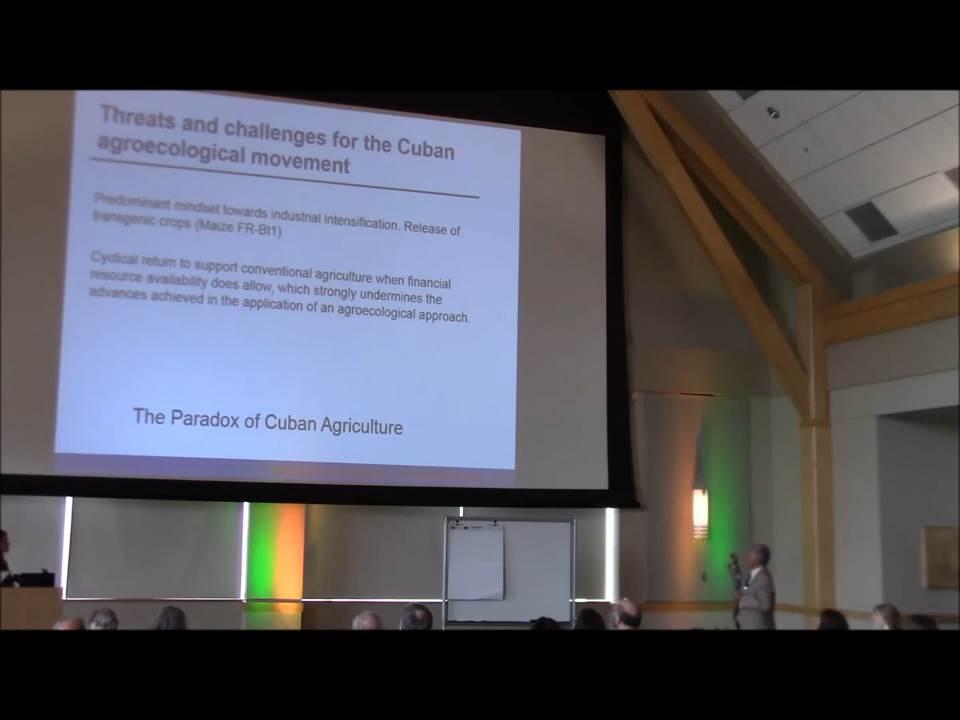 Threats and challenges for the Cuban
agroecological movement
Predominant mindset towards industrial intensification. Release of
transgenic crops (Maize FR-Bt1)
Cyclical return to support conventional agriculture when financial
resource availability does allow, which strongly undermines the
advances achieved in the application of an agroecological approach.
The Paradox of Cuban Agriculture